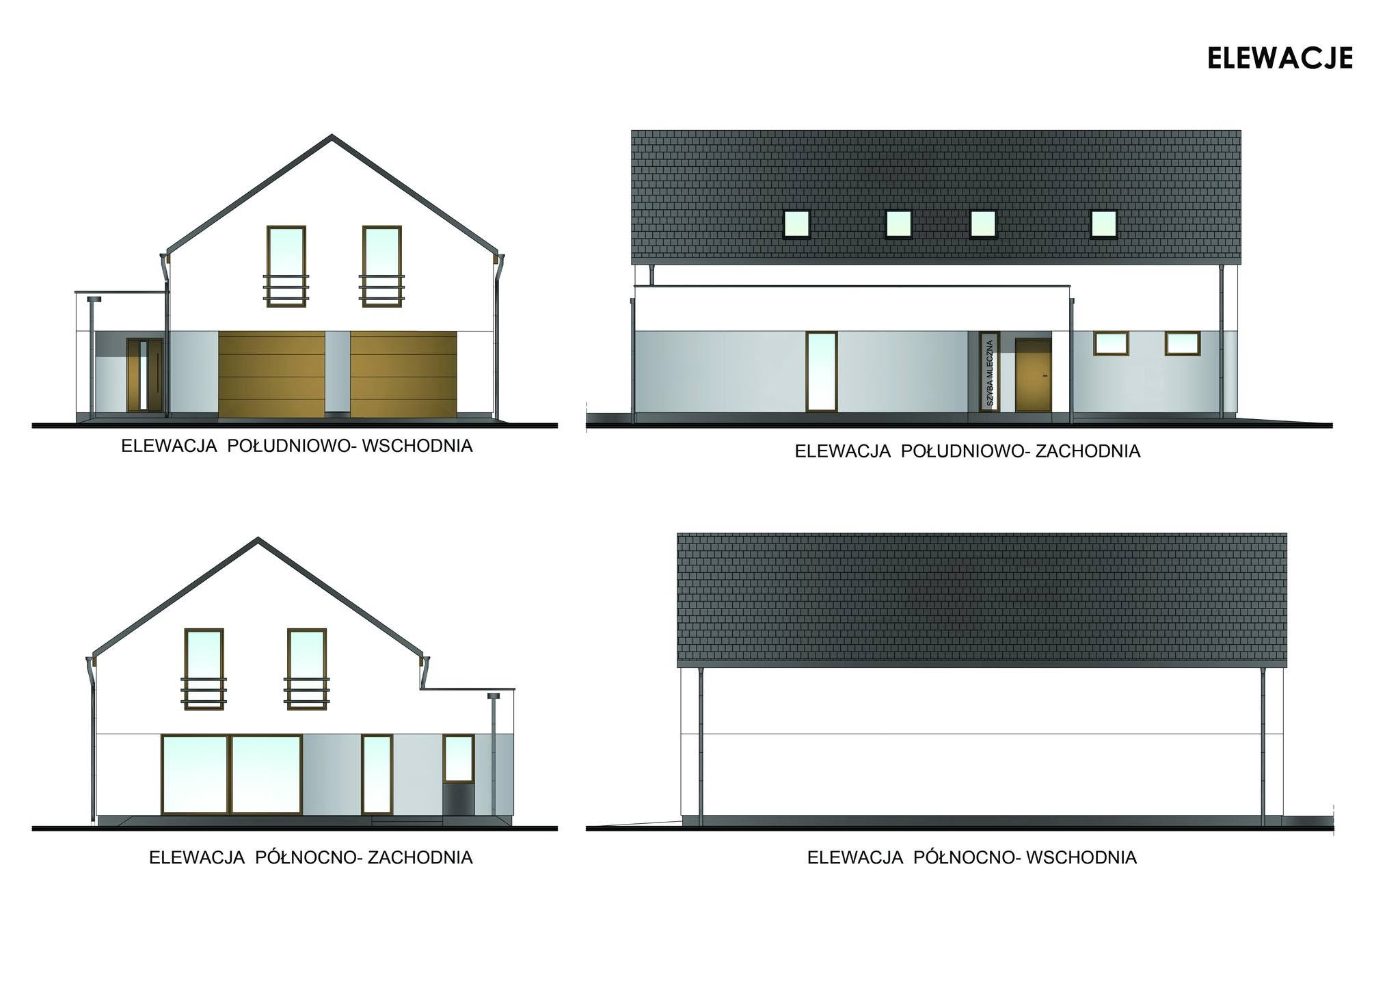 ELEWACJE
ELEWACJA POŁUDNIOWO- WSCHODNIA
SZYBA MLECZNA
ELEWACJA POŁUDNIOWO- ZACHODNIA
ELEWACJA PÓŁNOCNO- ZACHODNIA
ELEWACJA PÓŁNOCNO- WSCHODNIA